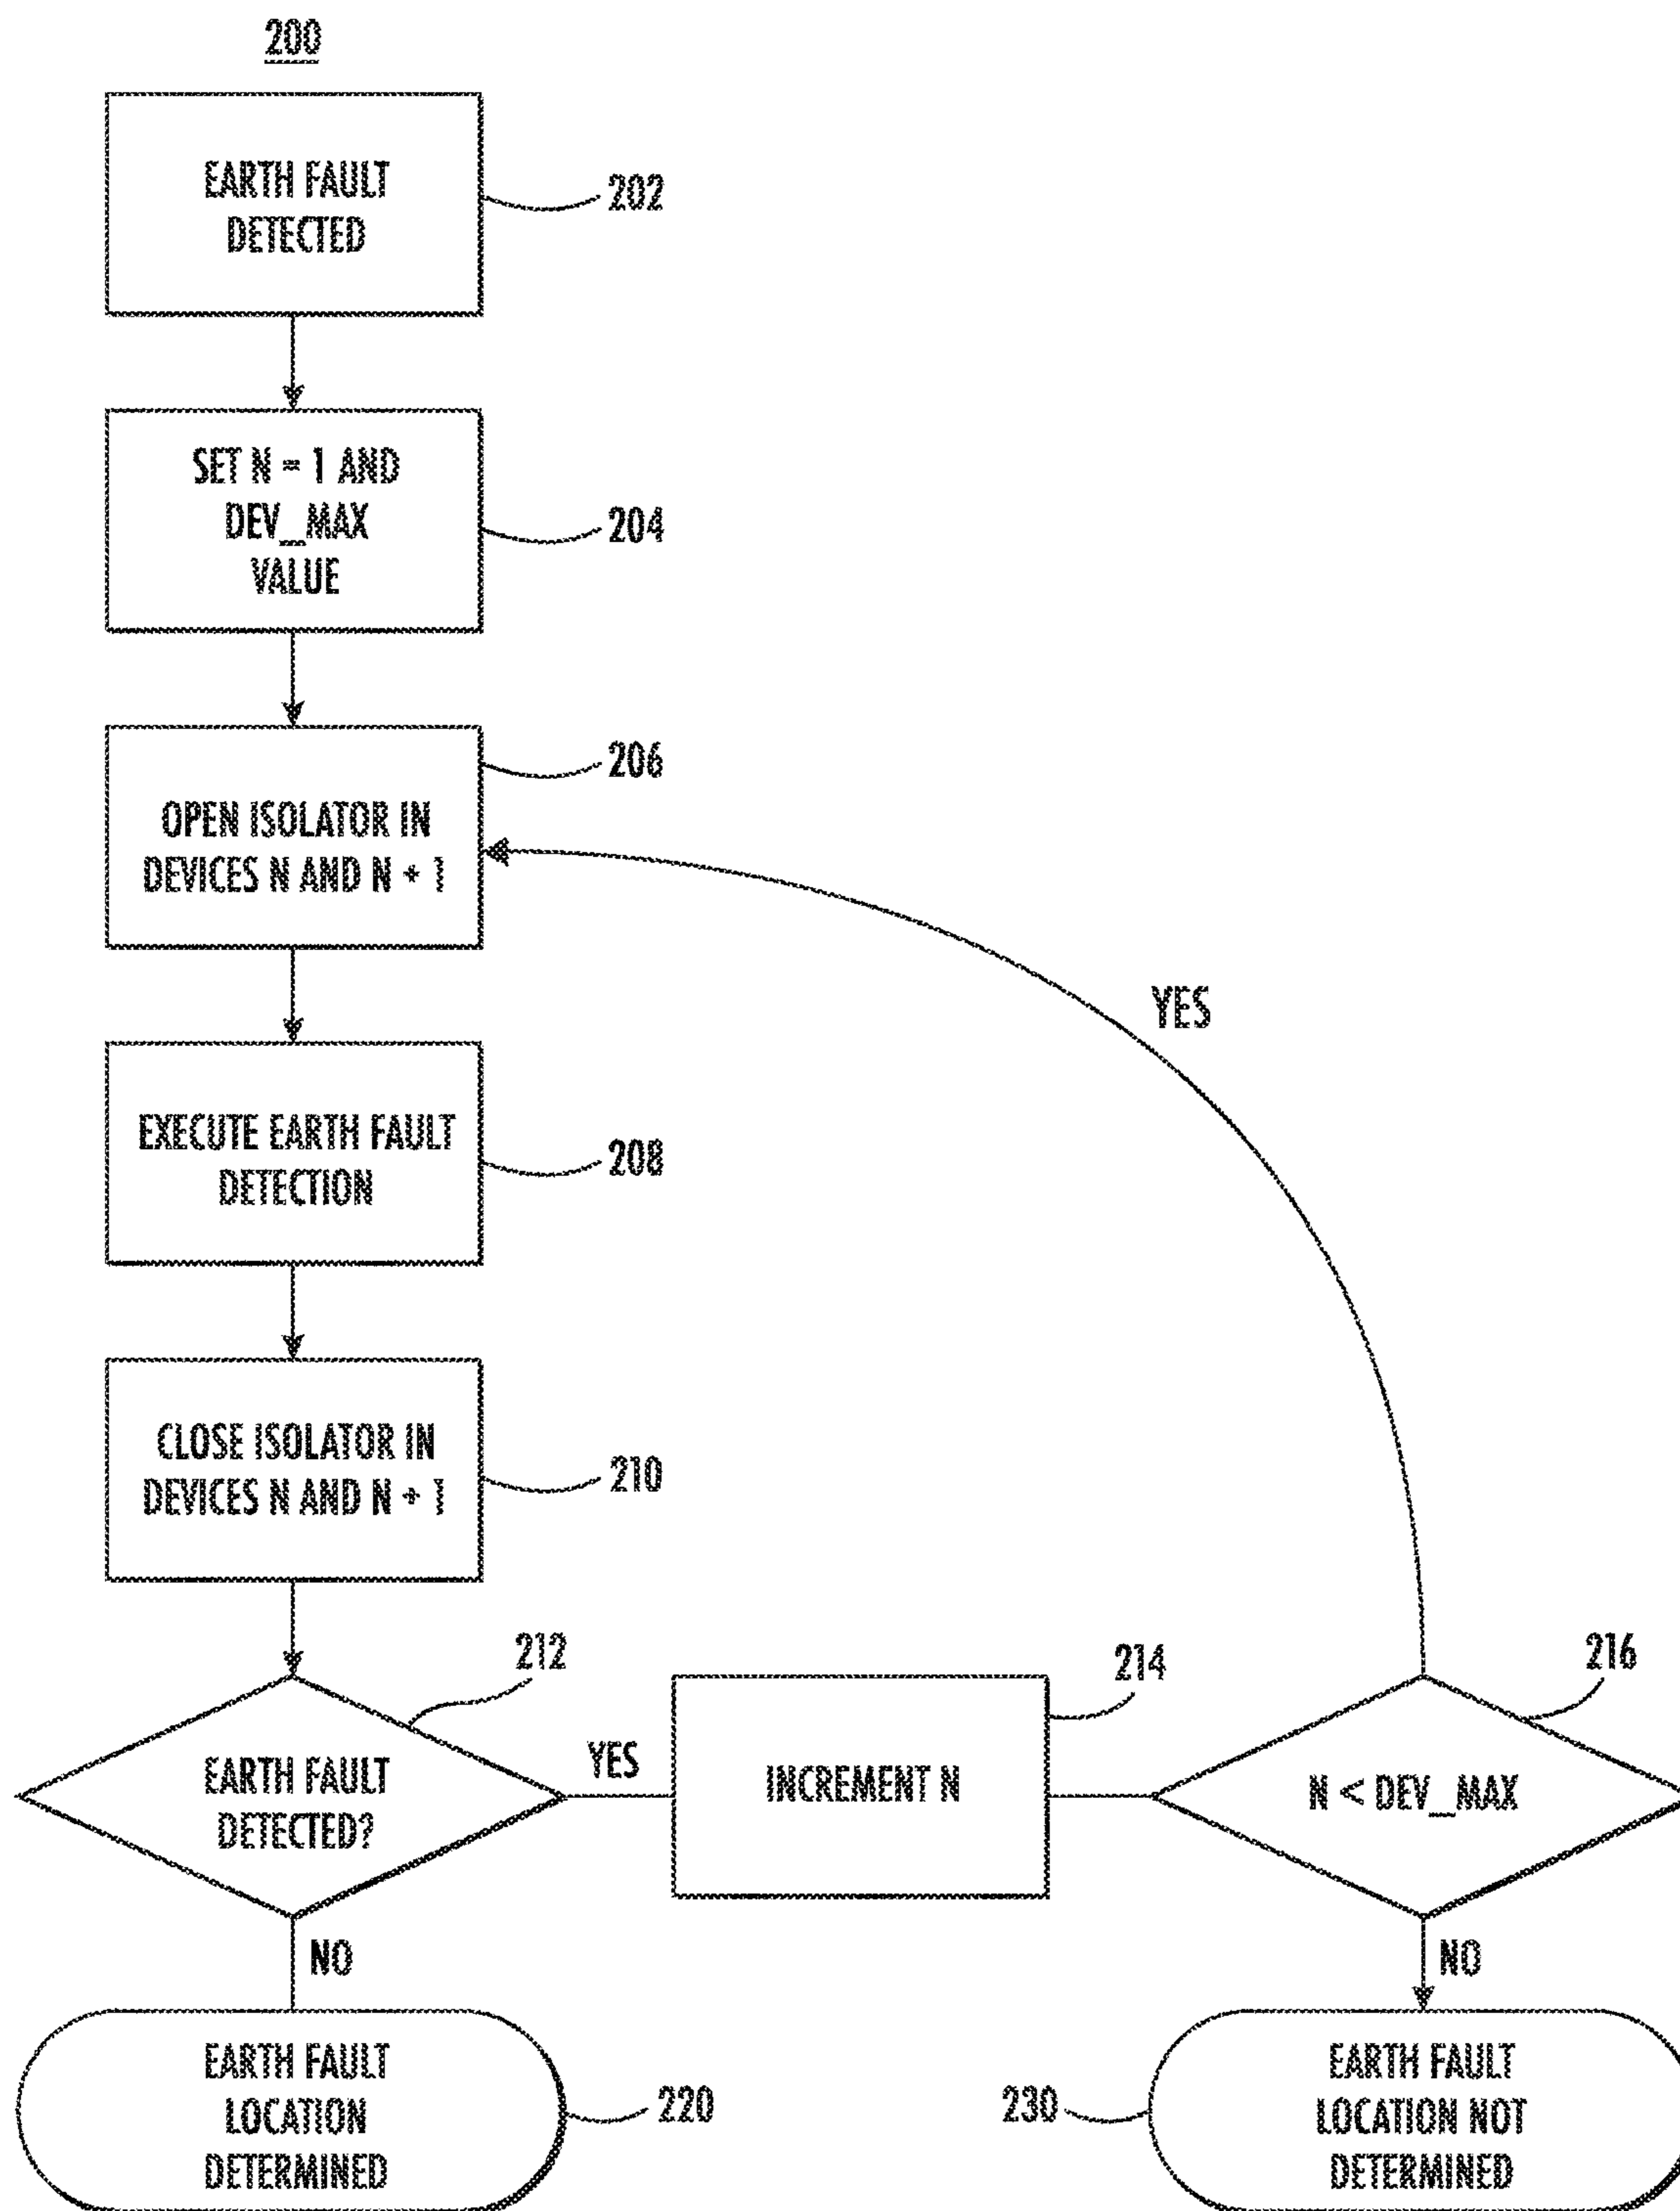 200
EARTH FAULT
DETECTED
202
SET N = 1 AND
DEV_MAX
VALUE
204
206
OPEN ISOLATOR IN
DEVICES N AND N + 1
YES
EXECUTE EARTH FAULT
DETECTION
208
CLOSE ISOLATOR IN
DEVICES N AND N + 1
210
212
EARTH FAULT
DETECTED?
YES
214
INCREMENT N
216
N < DEV_MAX
NO
NO
EARTH FAULT
LOCATION
DETERMINED
220
230
EARTH FAULT
LOCATION NOT
DETERMINED